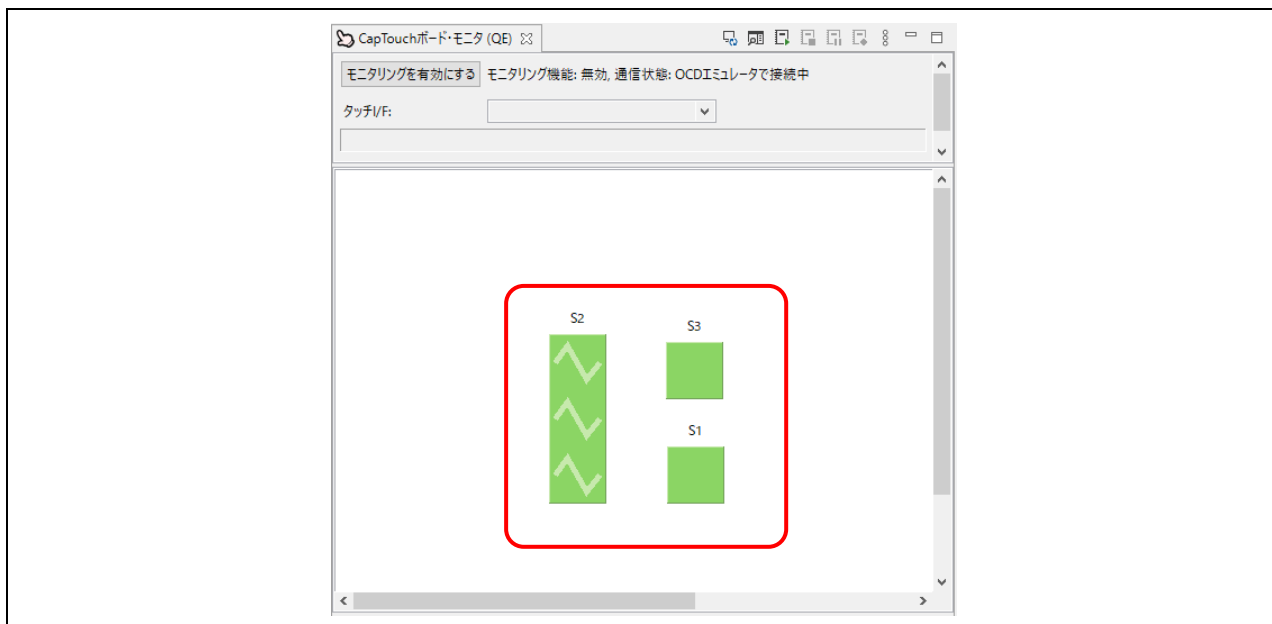 CapTouchボード・モニタ (QE)
モニタリングを有効にする モニタリング機能: 無効, 通信状態: OCDエミュレータで接続中
タッチI/F:
S2
S3
S1